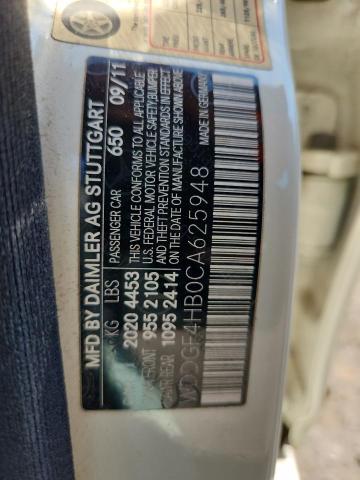 MFD BY DAIMLER AG STUTTGART
PASSENGER CAR 650 09/11
KG LBS
2020 4453
955 2105
1095 2414
THIS VEHICLE CONFORMS TO ALL APPLICABLE
U.S. FEDERAL MOTOR VEHICLE SAFETY, BUMPER
AND THEFT PREVENTION STANDARDS IN EFFECT ON THE
DATE OF MANUFACTURE SHOWN ABOVE
MADE IN GERMANY
WDDGF4HB0CA625948